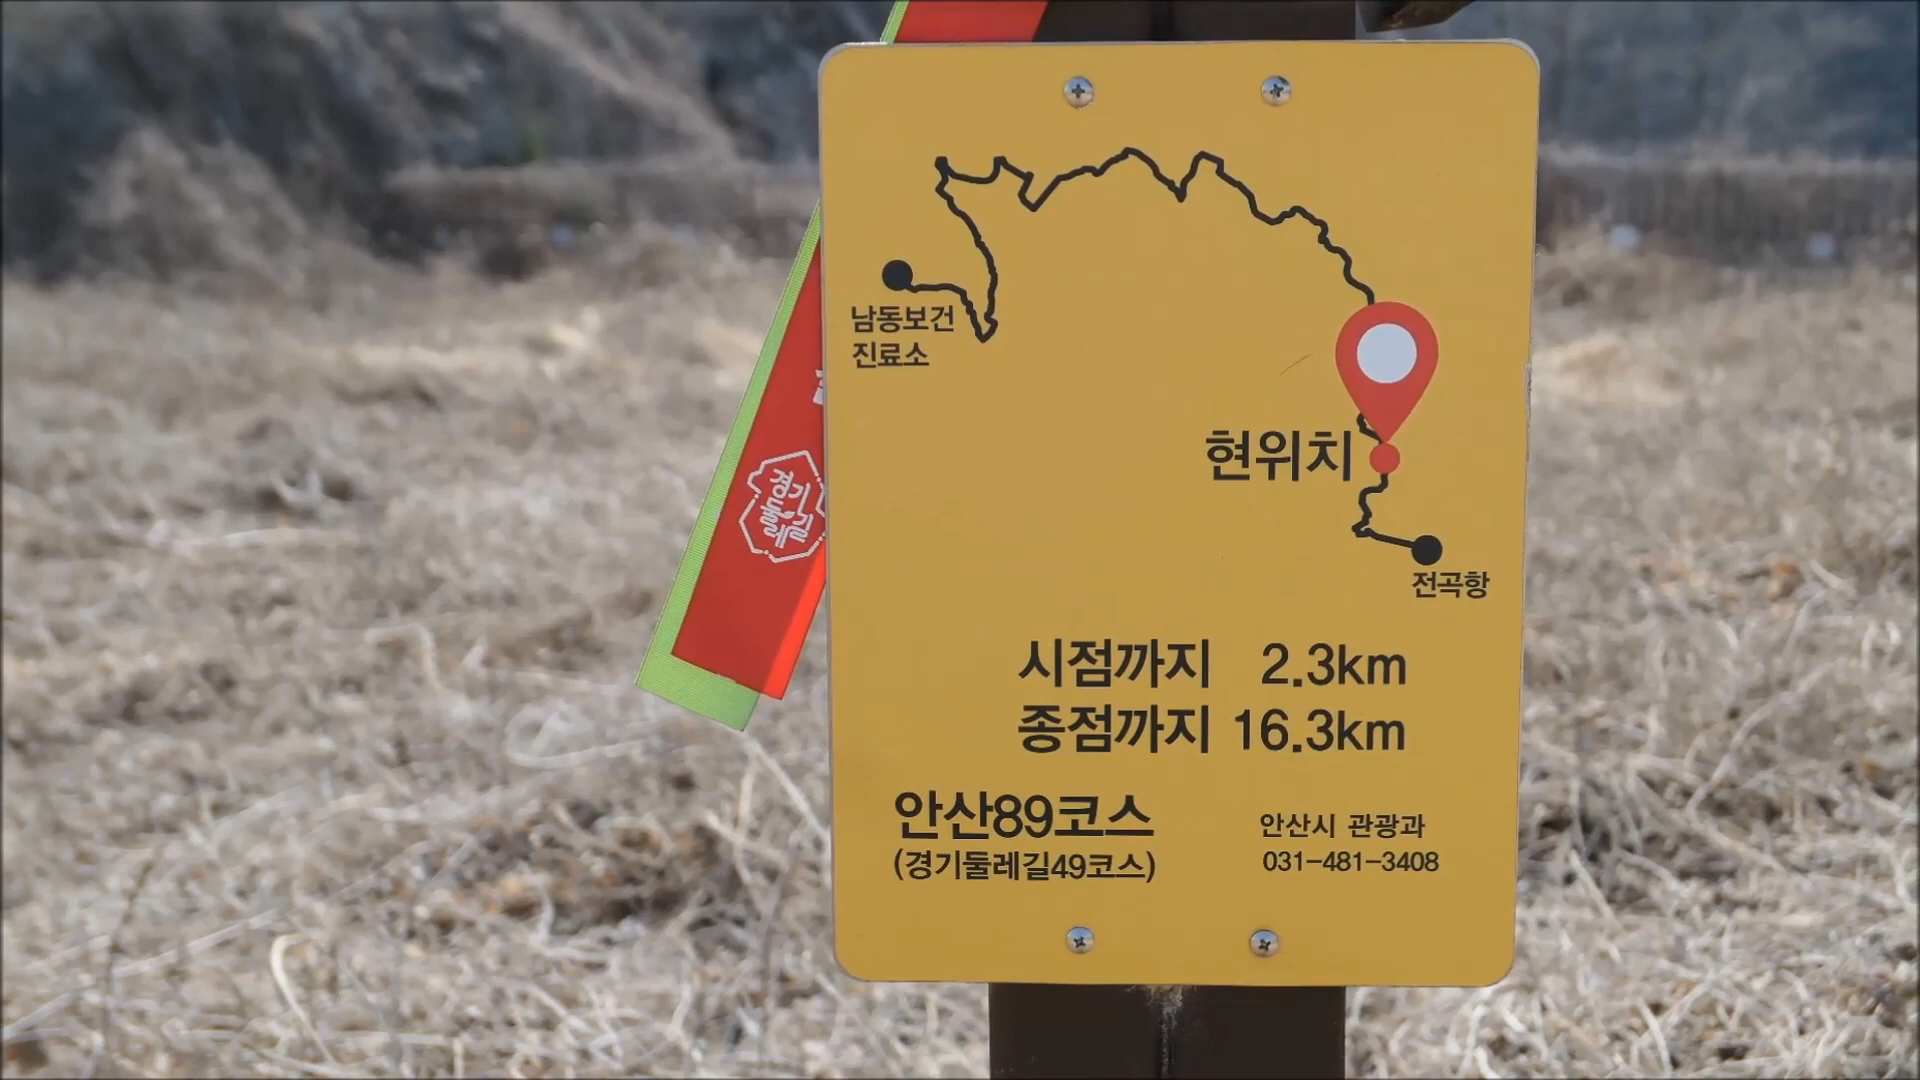 남동보건
진료소
현위치
전곡항
시점까지 2.3km
종점까지 16.3km
안산89코스
(경기둘레길49코스)
안산시 관광과
031-481-3408
경기
둘레길